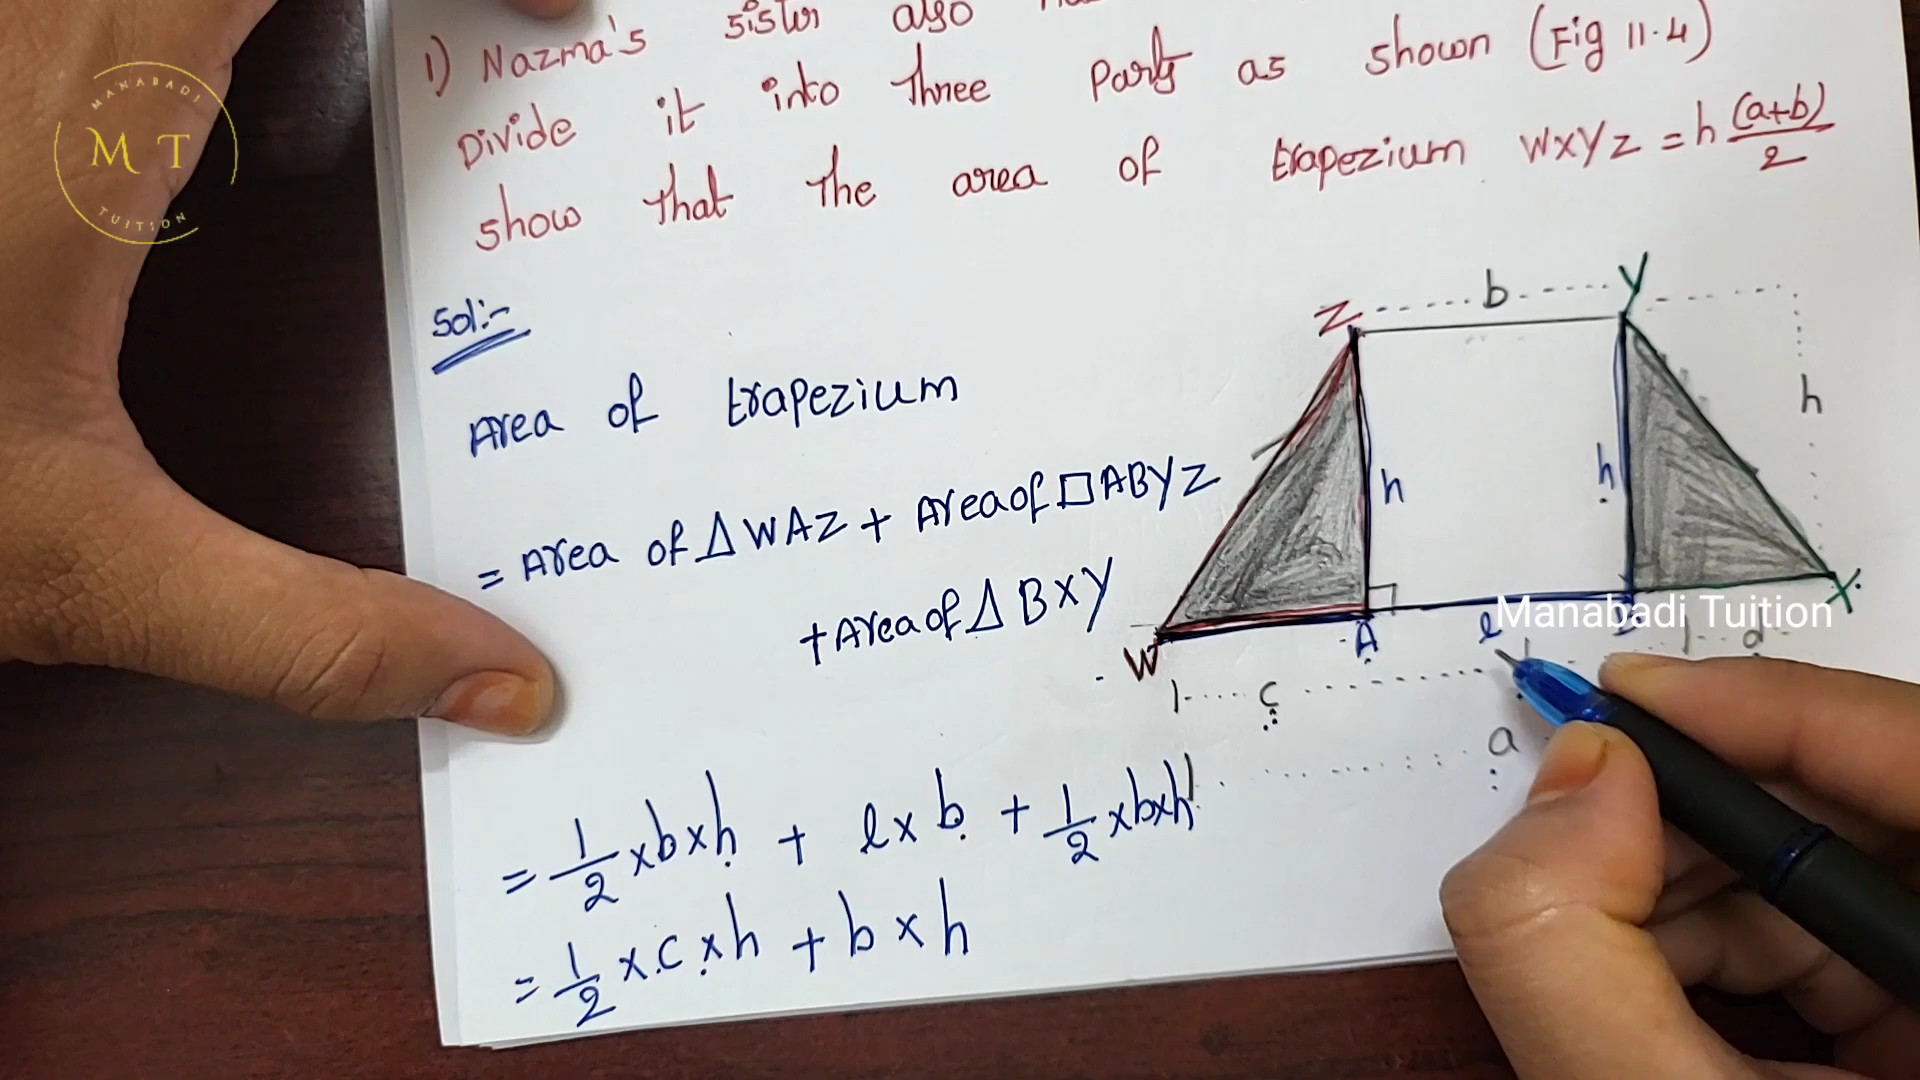 MANABADI
M T
TUITION
1) Nazma's sister also
Divide it into three parts as shown (Fig 11.4)
show that the area of trapezium WXYZ = h (a+b)/2
Sol:-
Area of trapezium
= Area of △ WAZ + Area of □ ABYZ
+ Area of △ BXY
= 1/2 × b × h + l × b + 1/2 × b × h
= 1/2 × c × h + b × h
Z b Y
h h h
W A l X
Manabadi Tuition
c d
a